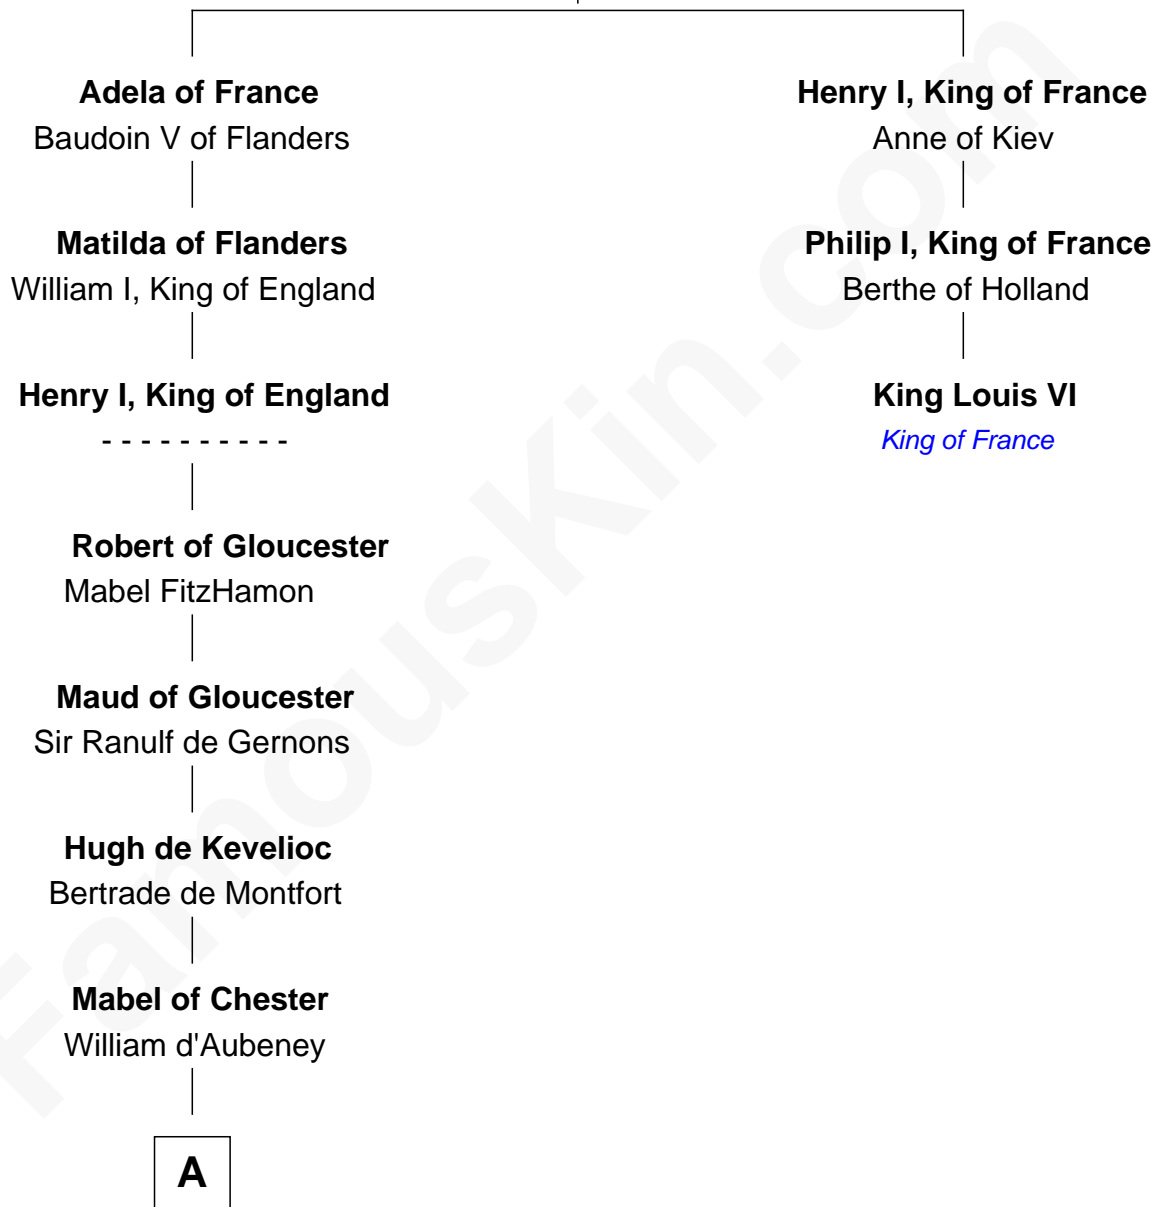 Adela of France
Baudoin V of Flanders
Matilda of Flanders
William I, King of England
Henry I, King of England
- - - - - - - - - -
Robert of Gloucester
Mabel FitzHamon
Maud of Gloucester
Sir Ranulf de Gernons
Hugh de Kevelioc
Bertrade de Montfort
Mabel of Chester
William d'Aubeney
A
Henry I, King of France
Anne of Kiev
Philip I, King of France
Berthe of Holland
King Louis VI
King of France
FamousKin.com